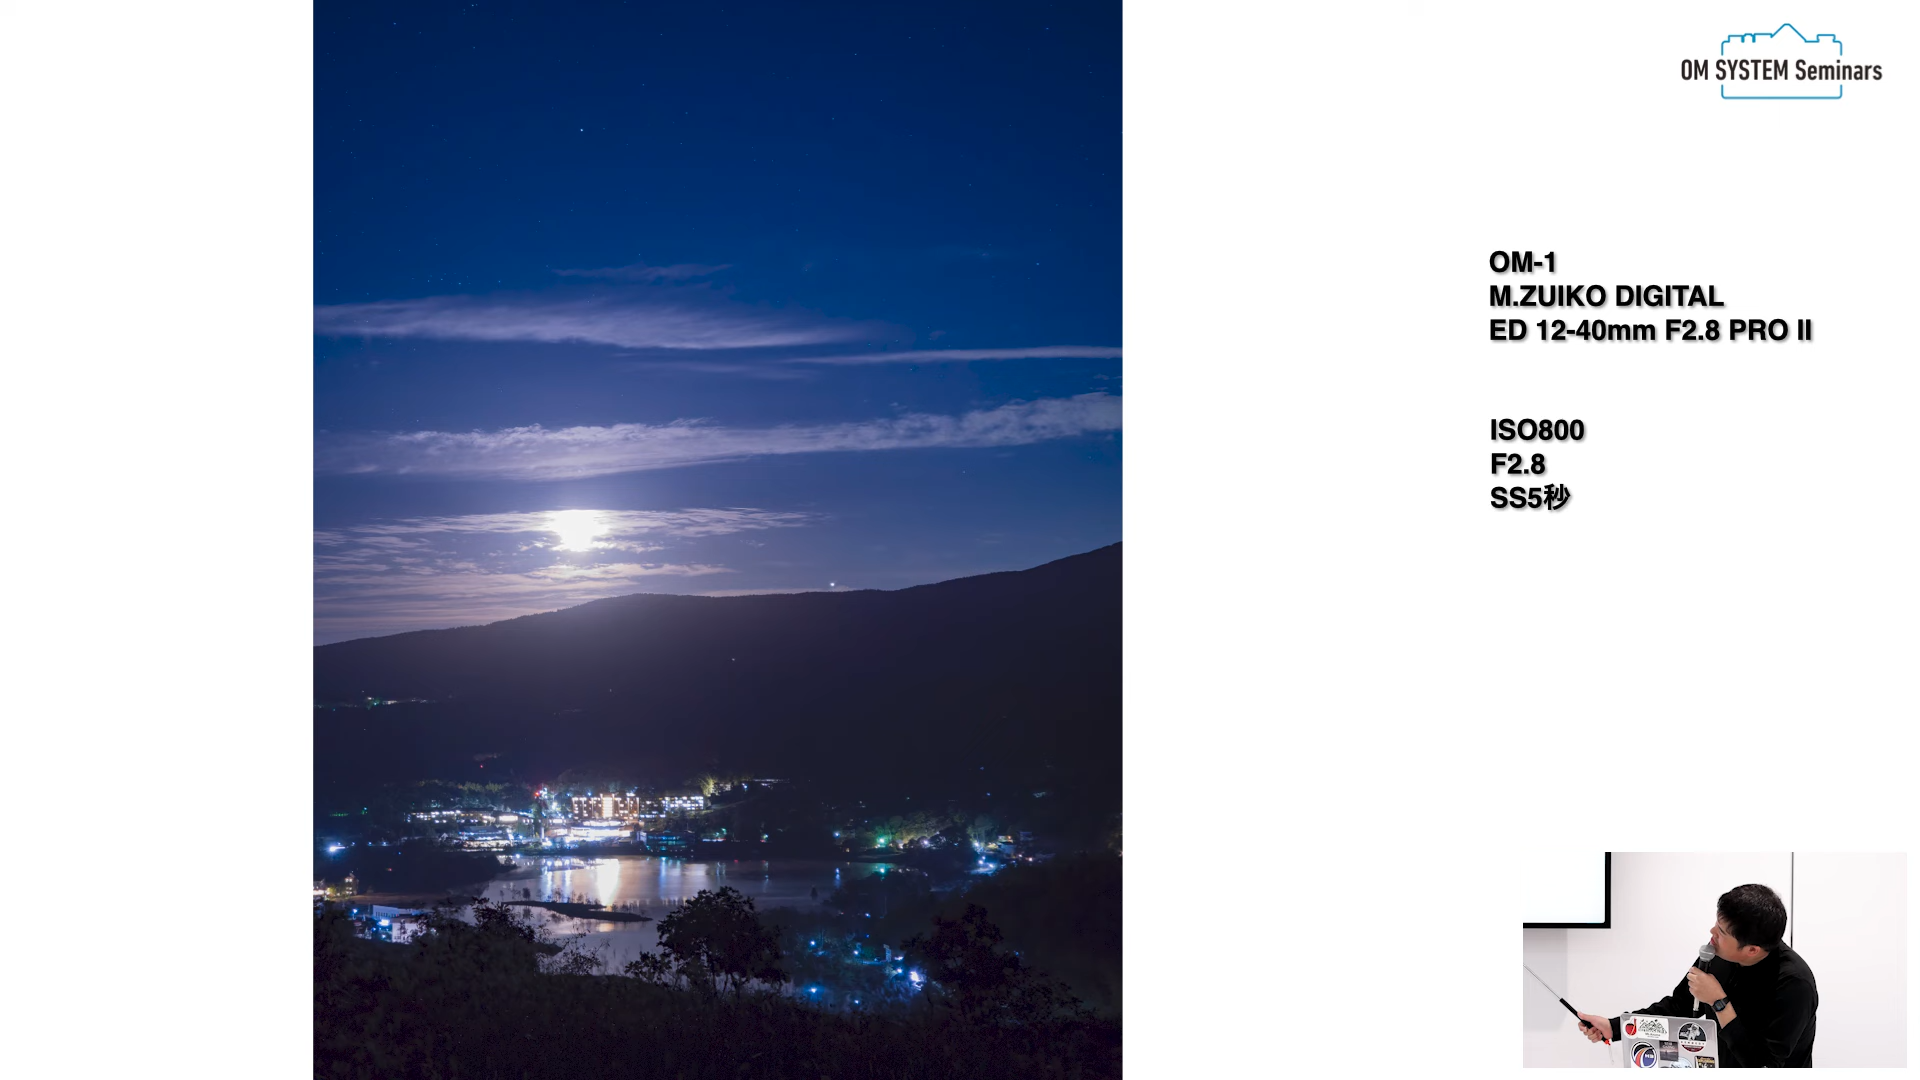 OM SYSTEM Seminars
OM-1
M.ZUIKO DIGITAL
ED 12-40mm F2.8 PRO II
ISO800
F2.8
SS5秒